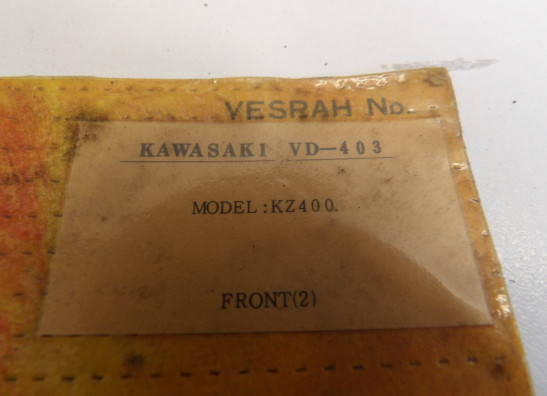 VESRAH No.
KAWASAKI VD-403
MODEL:KZ400.
FRONT(2)